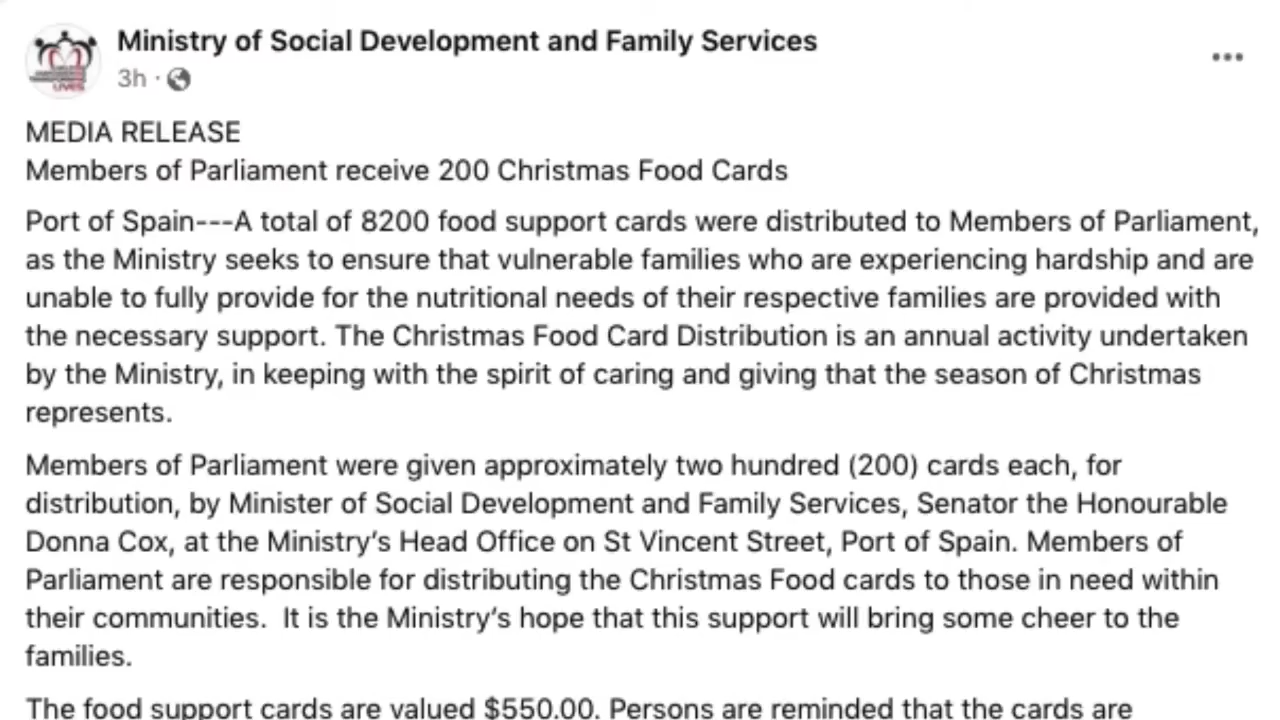 Ministry of Social Development and Family Services
3h ·
MEDIA RELEASE
Members of Parliament receive 200 Christmas Food Cards
Port of Spain---A total of 8200 food support cards were distributed to Members of Parliament,
as the Ministry seeks to ensure that vulnerable families who are experiencing hardship and are
unable to fully provide for the nutritional needs of their respective families are provided with
the necessary support. The Christmas Food Card Distribution is an annual activity undertaken
by the Ministry, in keeping with the spirit of caring and giving that the season of Christmas
represents.
Members of Parliament were given approximately two hundred (200) cards each, for
distribution, by Minister of Social Development and Family Services, Senator the Honourable
Donna Cox, at the Ministry's Head Office on St Vincent Street, Port of Spain. Members of
Parliament are responsible for distributing the Christmas Food cards to those in need within
their communities.  It is the Ministry's hope that this support will bring some cheer to the
families.
The food support cards are valued $550.00. Persons are reminded that the cards are